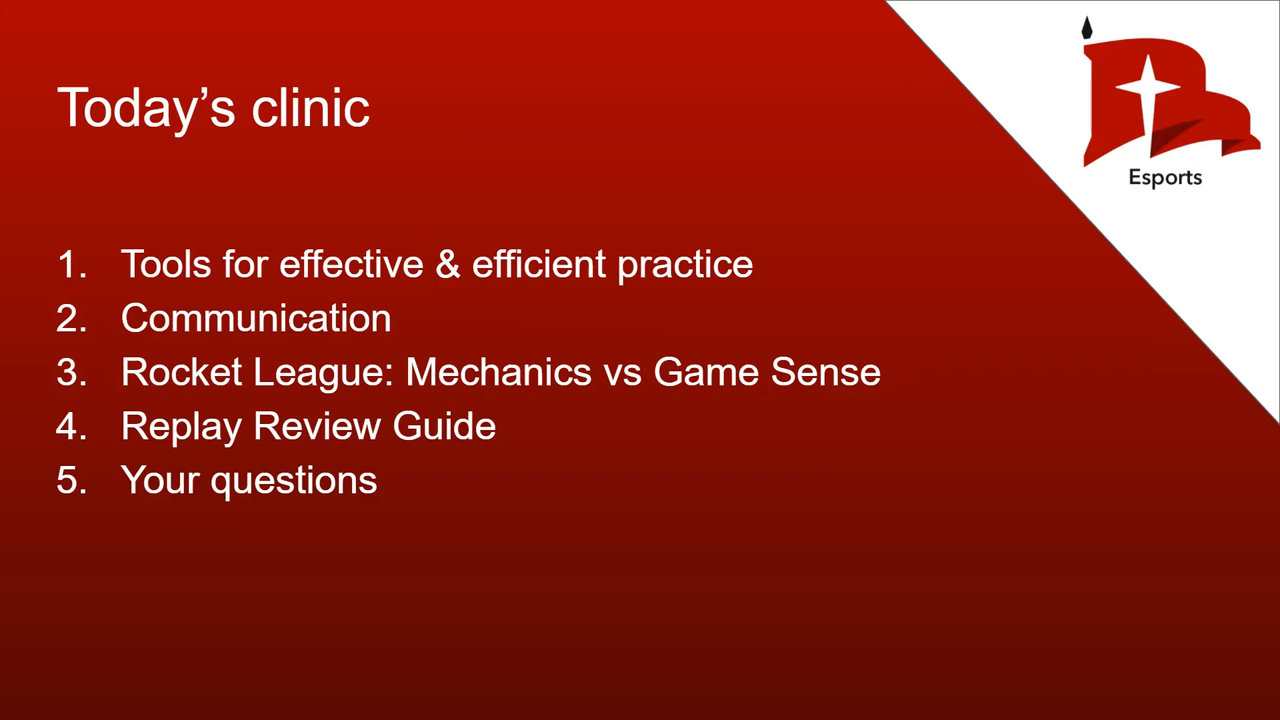 Today’s clinic
Esports
1. Tools for effective & efficient practice
2. Communication
3. Rocket League: Mechanics vs Game Sense
4. Replay Review Guide
5. Your questions